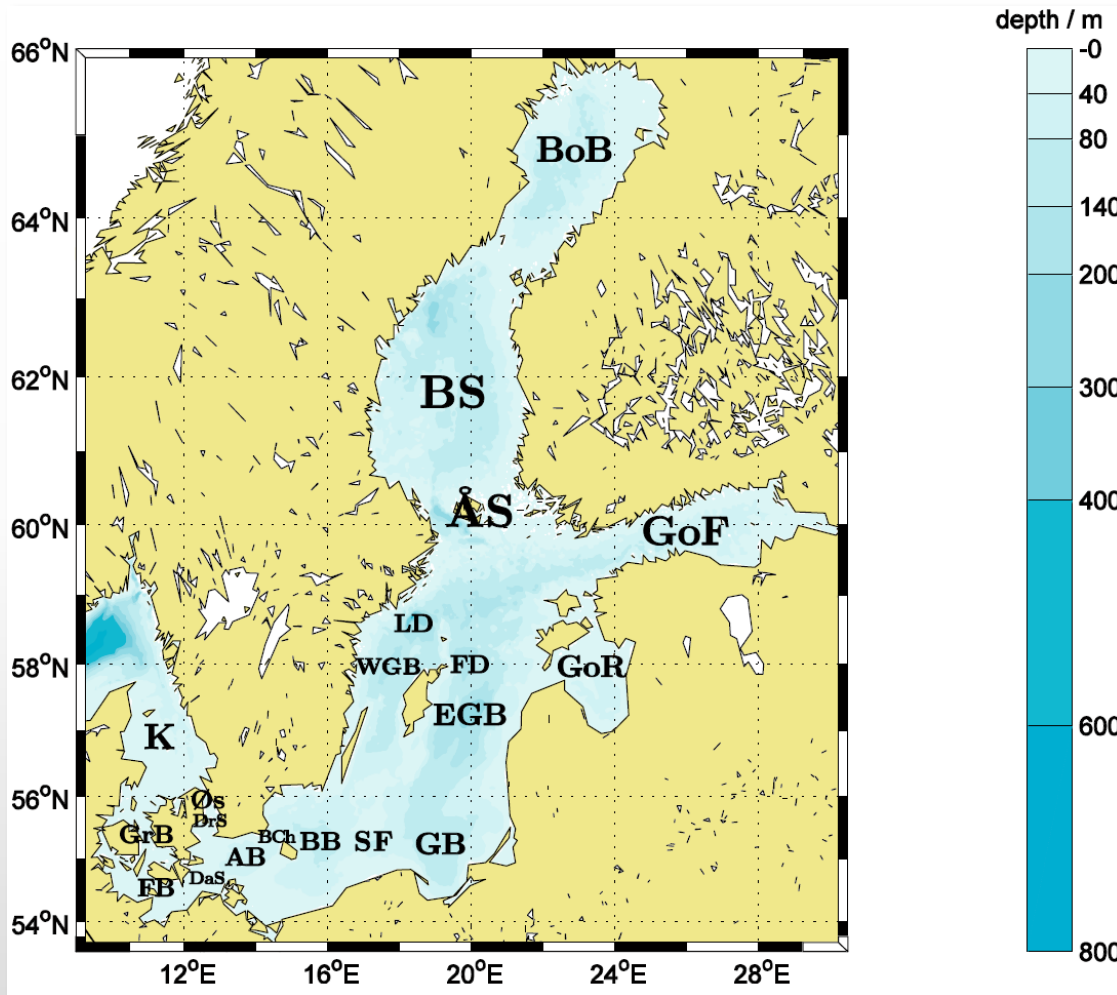 depth / m
66°N
64°N
62°N
60°N
58°N
56°N
54°N
12°E
16°E
20°E
24°E
28°E
BoB
BS
ÅS
GoF
LD
WGB
FD
GoR
EGB
K
Øs
DrS
GrB
BCh
BB
SF
GB
AB
DaS
FB
-0
40
80
140
200
300
400
600
800